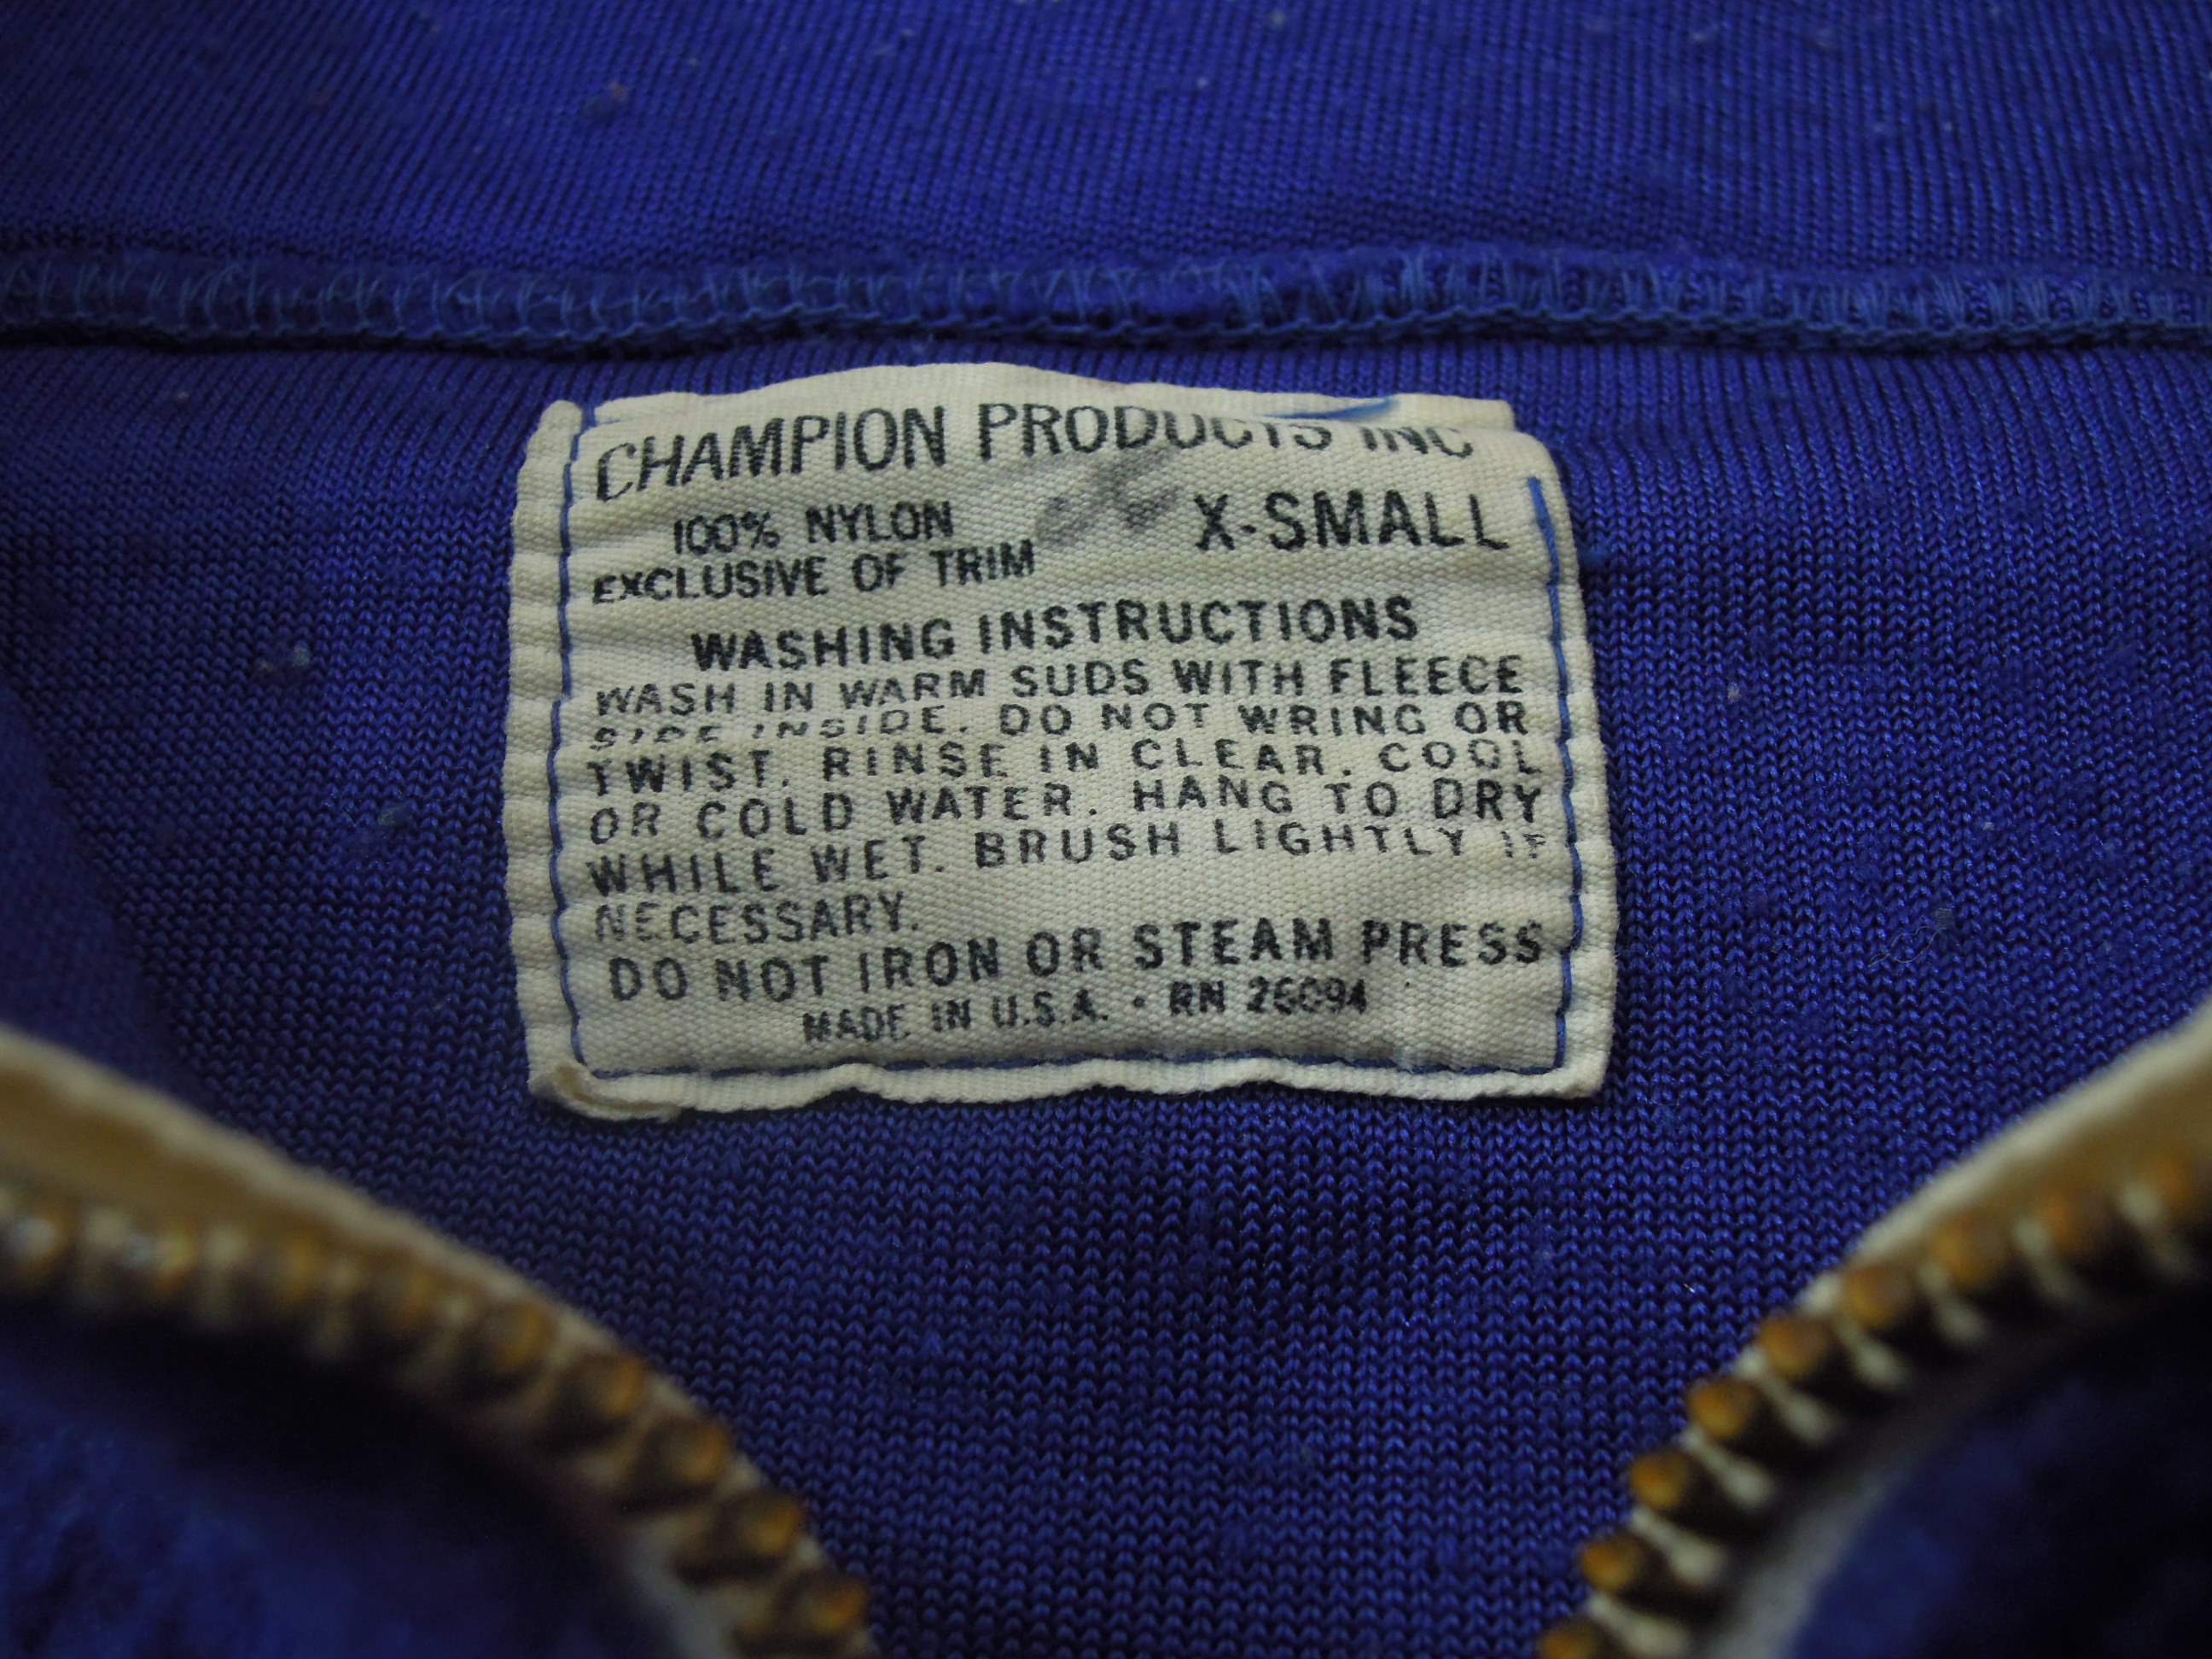 CHAMPION PRODUCTS INC
100% NYLON X-SMALL
EXCLUSIVE OF TRIM
WASHING INSTRUCTIONS
WASH IN WARM SUDS WITH FLEECE
SIDE INSIDE. DO NOT WRING OR
TWIST. RINSE IN CLEAR. COOL
OR COLD WATER. HANG TO DRY
WHILE WET. BRUSH LIGHTLY IF
NECESSARY.
DO NOT IRON OR STEAM PRESS
MADE IN U.S.A. • RN 26094